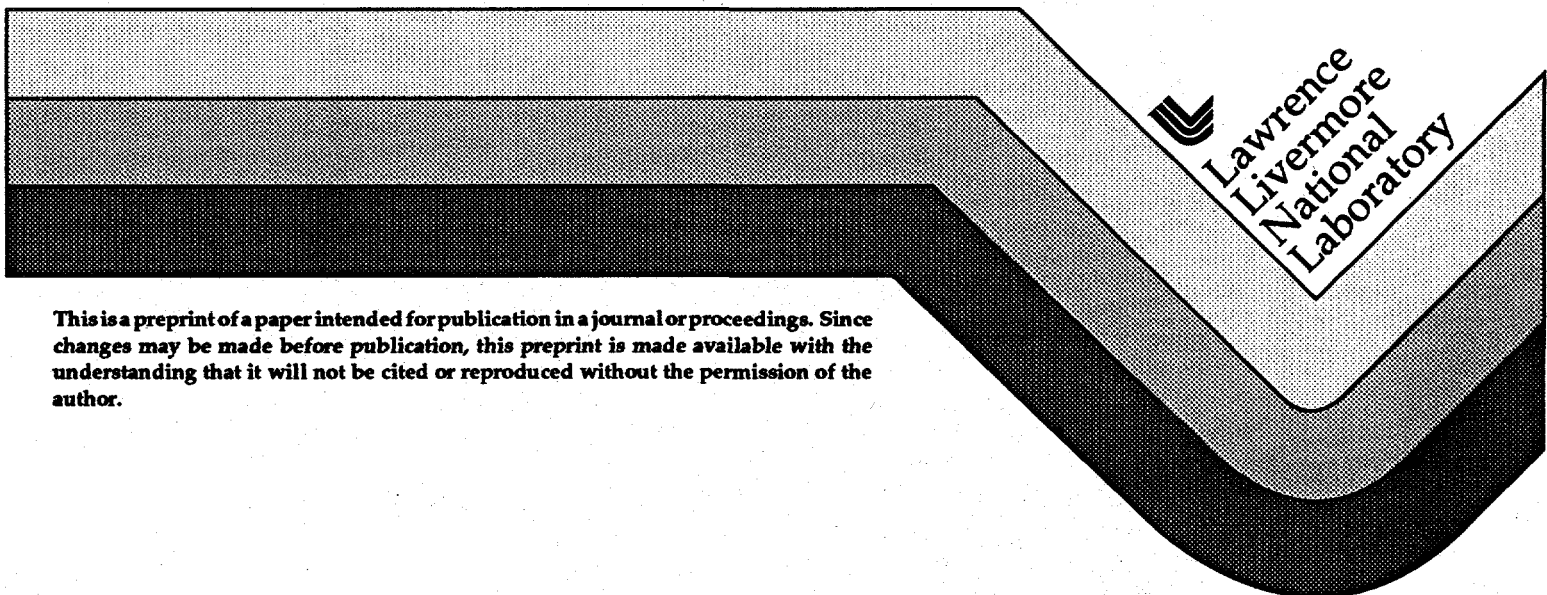 Lawrence
Livermore
National
Laboratory
This is a preprint of a paper intended for publication in a journal or proceedings. Since
changes may be made before publication, this preprint is made available with the
understanding that it will not be cited or reproduced without the permission of the
author.